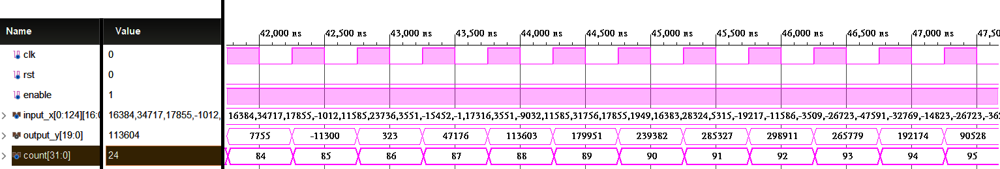 Name Value
42,000 ns 42,500 ns 43,000 ns 43,500 ns 44,000 ns 44,500 ns 45,000 ns 45,500 ns 46,000 ns 46,500 ns 47,000 ns 47,50
clk 0
rst 0
enable 1
input_x[0:124][16:0 16384,34717,17855,-1012, 16384,34717,17855,-1012,11585,23736,3551,-15452,-1,17316,3551,-9032,11585,31756,17855,1949,16383,28324,5315,-19217,-11586,-3509,-26723,-47591,-32769,-14823,-26723,-362
output_y[19:0] 113604 7755 -11300 323 47176 113603 179951 239382 285327 298911 265779 192174 90528
count[31:0] 24 84 85 86 87 88 89 90 91 92 93 94 95